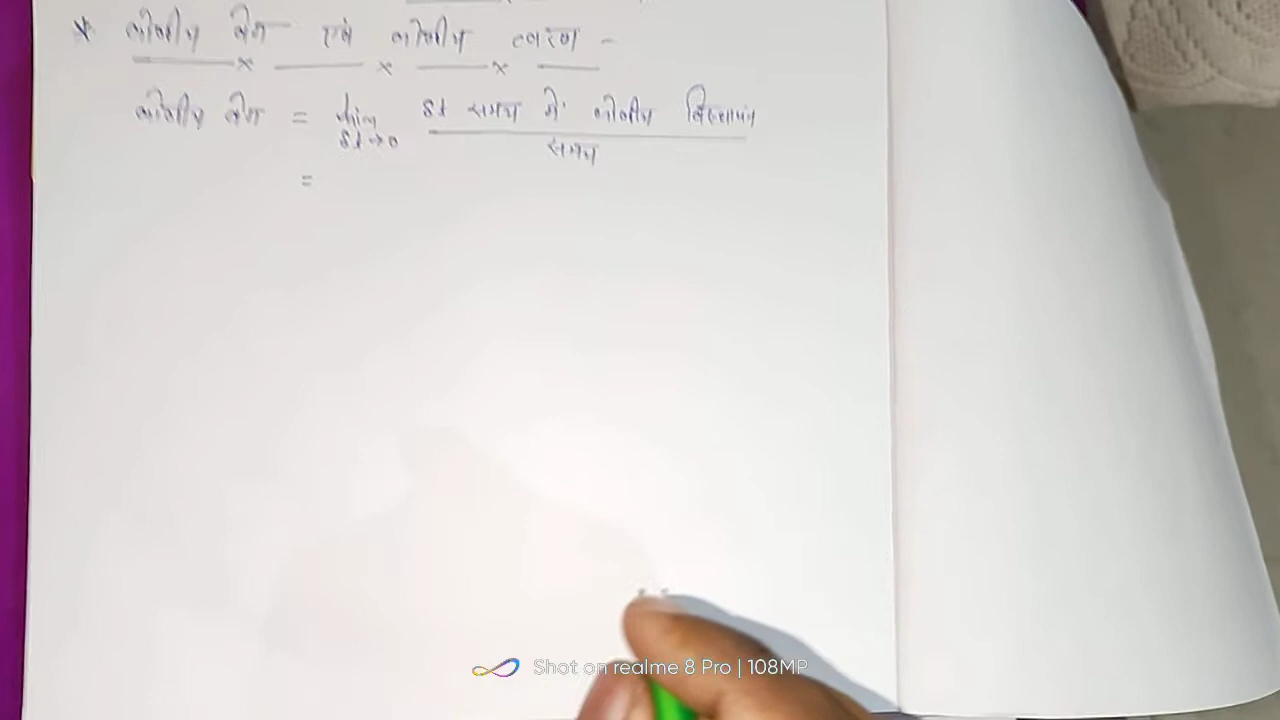 * कोणीय वेग एवं कोणीय त्वरण -
कोणीय वेग = lim δt→0 δt समय में कोणीय विस्थापन / समय
=
Shot on realme 8 Pro | 108MP